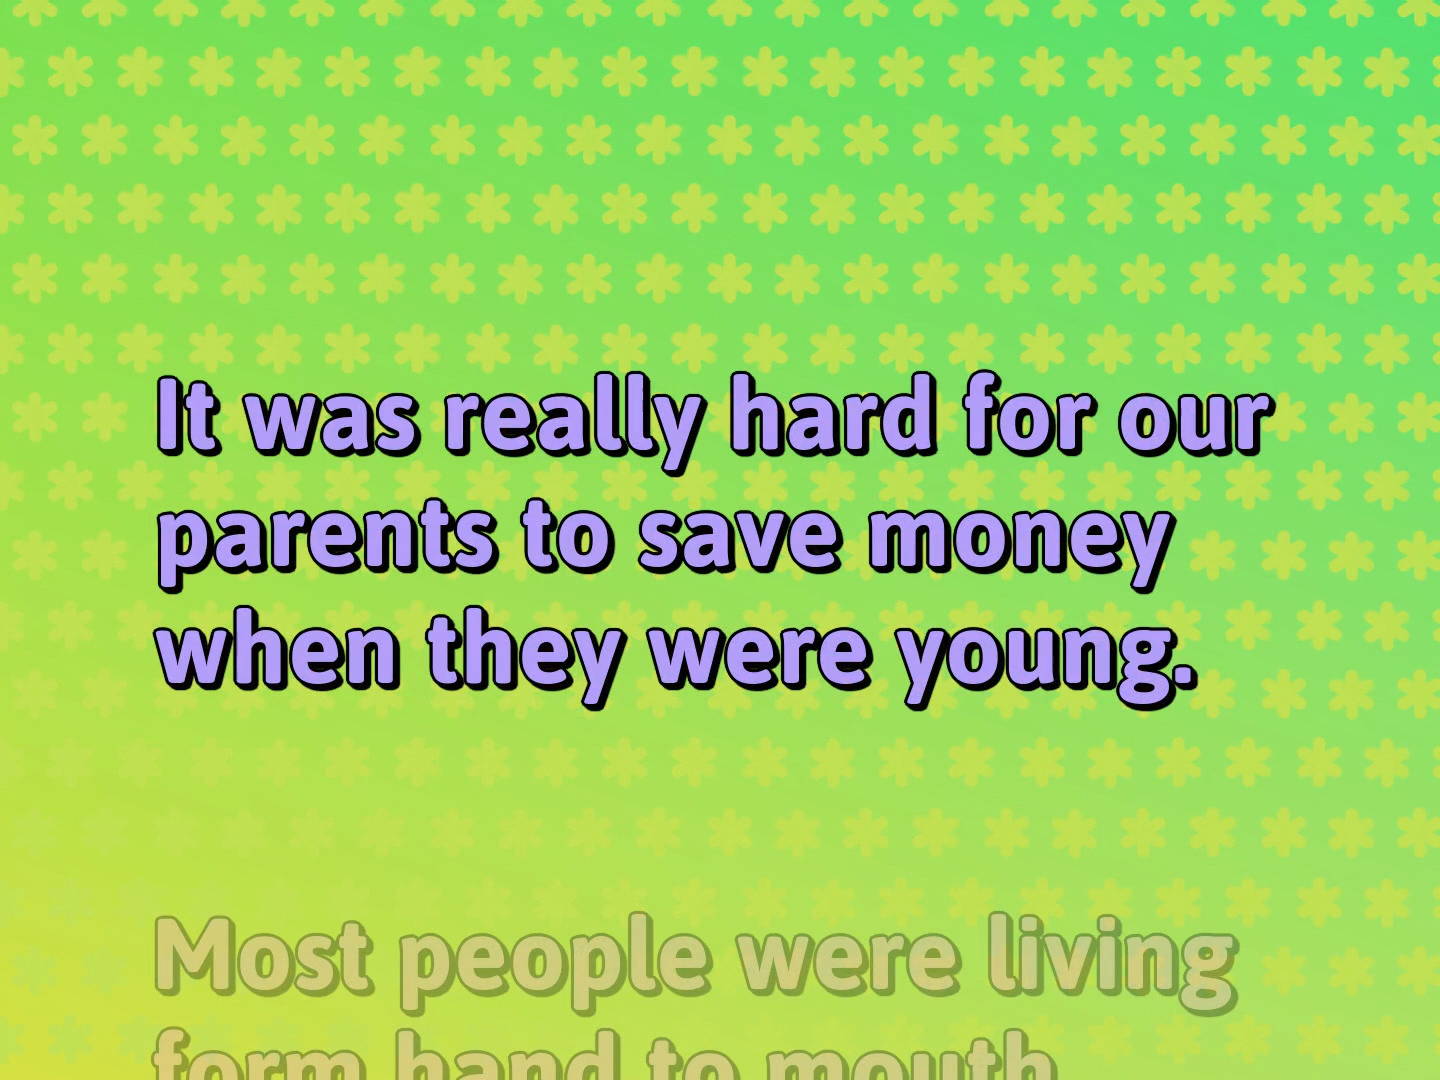 It was really hard for our
parents to save money
when they were young.
Most people were living
form hand to mouth